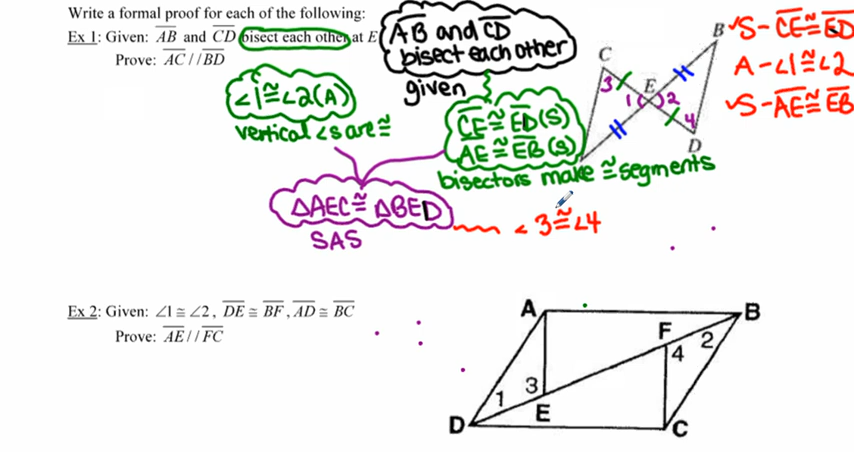 Write a formal proof for each of the following:
Ex 1: Given: AB and CD bisect each other at E
Prove: AC // BD
AB and CD
bisect each other
given
∠1≅∠2(A)
vertical ∠s are ≅
CE≅ED(S)
AE≅EB(S)
bisectors make ≅ segments
△AEC≅△BED
SAS
∠3≅∠4
C
B
3
E
1
2
4
D
✓S-CE≅ED
A-∠1≅∠2
✓S-AE≅EB
Ex 2: Given: ∠1 ≅ ∠2, DE ≅ BF, AD ≅ BC
Prove: AE // FC
A
B
F
2
4
3
1
E
D
C